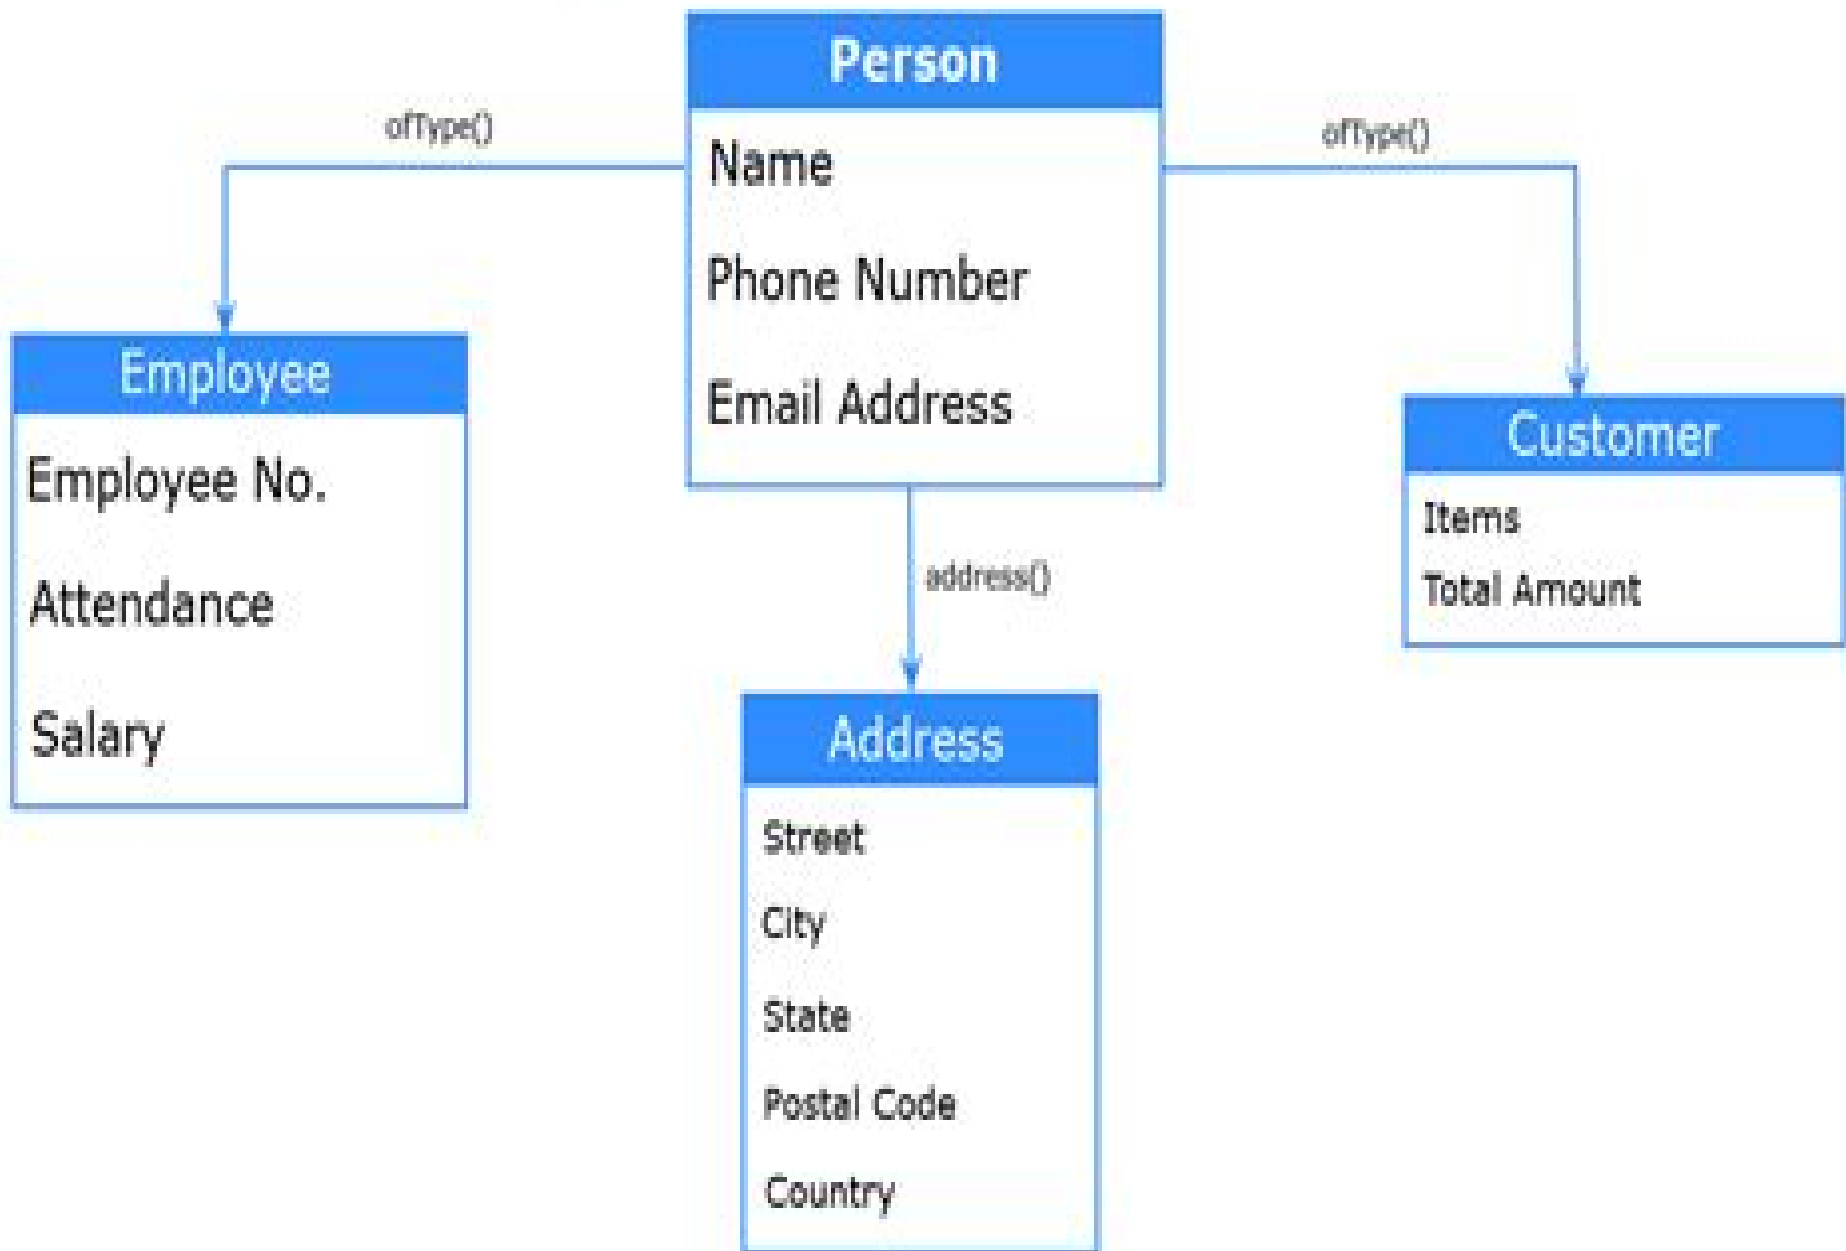 Person
Name
Phone Number
Email Address
ofType()
ofType()
Employee
Employee No.
Attendance
Salary
Customer
Items
Total Amount
address()
Address
Street
City
State
Postal Code
Country